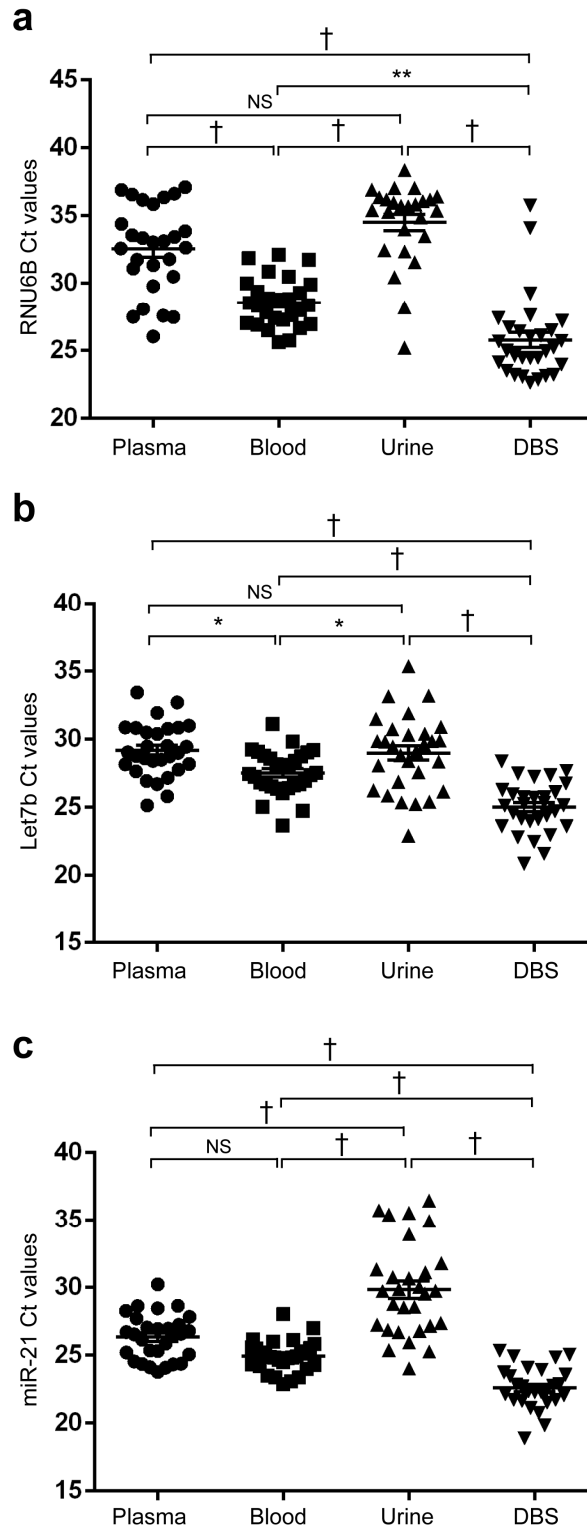 a
†
**
NS
† † †
45
40
35
30
25
20
RNU6B Ct values
Plasma Blood Urine DBS
b
†
†
NS
* * †
40
35
30
25
20
15
Let7b Ct values
Plasma Blood Urine DBS
c
†
†
†
NS † †
40
35
30
25
20
15
miR-21 Ct values
Plasma Blood Urine DBS